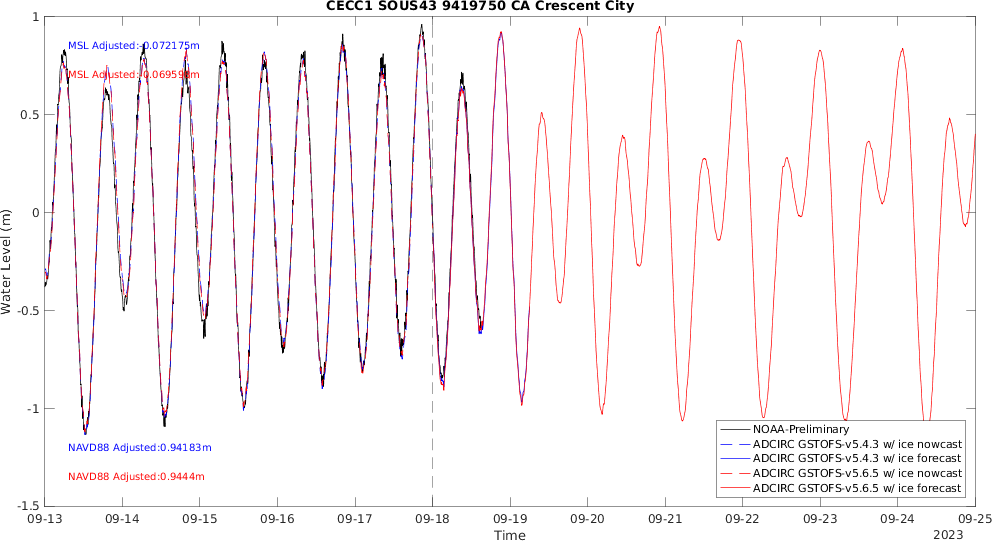 CECC1 SOUS43 9419750 CA Crescent City
1
0.5
0
-0.5
-1
-1.5
Water Level (m)
MSL Adjusted:-0.072175m
MSL Adjusted:-0.069598m
NAVD88 Adjusted:0.94183m
NAVD88 Adjusted:0.9444m
NOAA-Preliminary
ADCIRC GSTOFS-v5.4.3 w/ ice nowcast
ADCIRC GSTOFS-v5.4.3 w/ ice forecast
ADCIRC GSTOFS-v5.6.5 w/ ice nowcast
ADCIRC GSTOFS-v5.6.5 w/ ice forecast
09-13 09-14 09-15 09-16 09-17 09-18 09-19 09-20 09-21 09-22 09-23 09-24 09-25
Time
2023